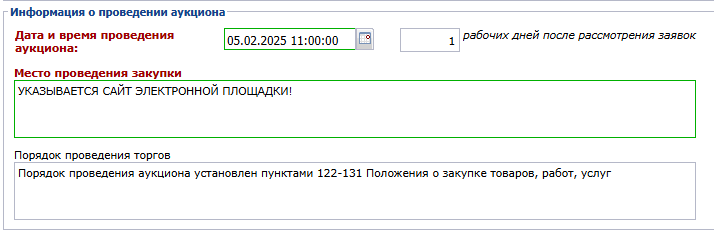 Информация о проведении аукциона
Дата и время проведения аукциона:
05.02.2025 11:00:00
1 рабочих дней после рассмотрения заявок
Место проведения закупки
УКАЗЫВАЕТСЯ САЙТ ЭЛЕКТРОННОЙ ПЛОЩАДКИ!
Порядок проведения торгов
Порядок проведения аукциона установлен пунктами 122-131 Положения о закупке товаров, работ, услуг